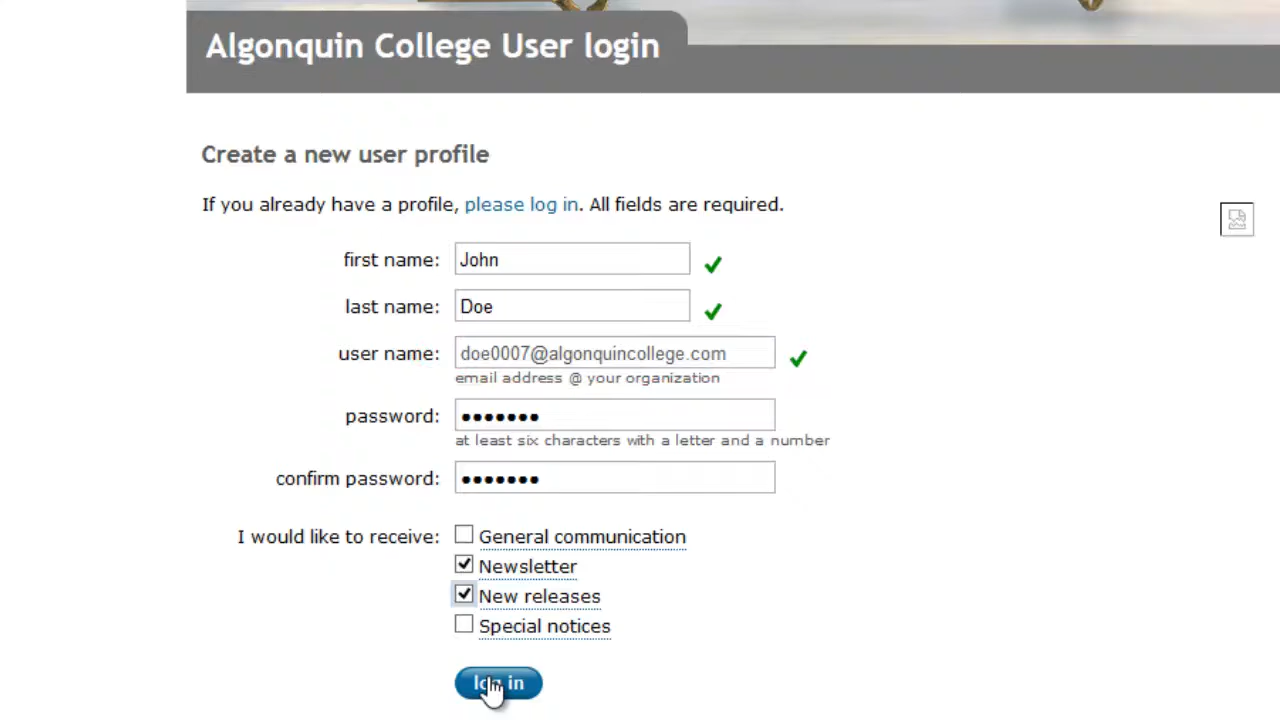 Algonquin College User login
Create a new user profile
If you already have a profile, please log in. All fields are required.
first name: John
last name: Doe
user name: doe0007@algonquincollege.com
email address @ your organization
password: •••••••
at least six characters with a letter and a number
confirm password: •••••••
I would like to receive: General communication
Newsletter
New releases
Special notices
log in